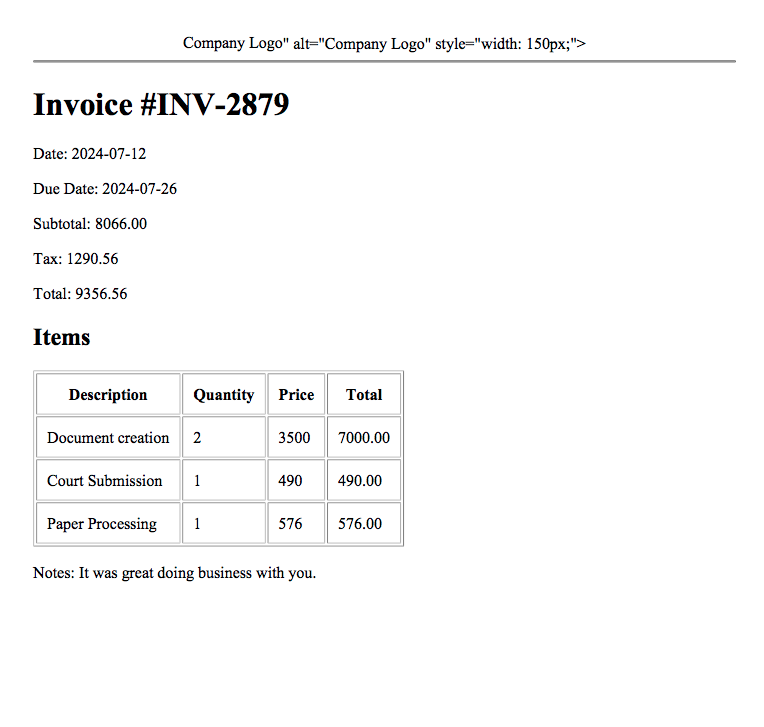 Company Logo" alt="Company Logo" style="width: 150px;">
Invoice #INV-2879
Date: 2024-07-12
Due Date: 2024-07-26
Subtotal: 8066.00
Tax: 1290.56
Total: 9356.56
Items
Description Quantity Price Total
Document creation 2 3500 7000.00
Court Submission 1 490 490.00
Paper Processing 1 576 576.00
Notes: It was great doing business with you.